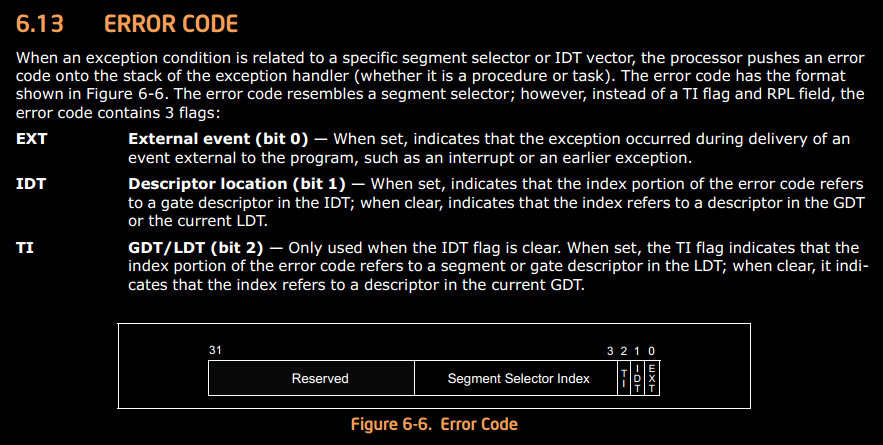 6.13 ERROR CODE
When an exception condition is related to a specific segment selector or IDT vector, the processor pushes an error
code onto the stack of the exception handler (whether it is a procedure or task). The error code has the format
shown in Figure 6-6. The error code resembles a segment selector; however, instead of a TI flag and RPL field, the
error code contains 3 flags:
EXT External event (bit 0) — When set, indicates that the exception occurred during delivery of an
event external to the program, such as an interrupt or an earlier exception.
IDT Descriptor location (bit 1) — When set, indicates that the index portion of the error code refers
to a gate descriptor in the IDT; when clear, indicates that the index refers to a descriptor in the GDT
or the current LDT.
TI GDT/LDT (bit 2) — Only used when the IDT flag is clear. When set, the TI flag indicates that the
index portion of the error code refers to a segment or gate descriptor in the LDT; when clear, it indi-
cates that the index refers to a descriptor in the current GDT.
31 3 2 1 0
Reserved Segment Selector Index TI IDT EXT
Figure 6-6. Error Code